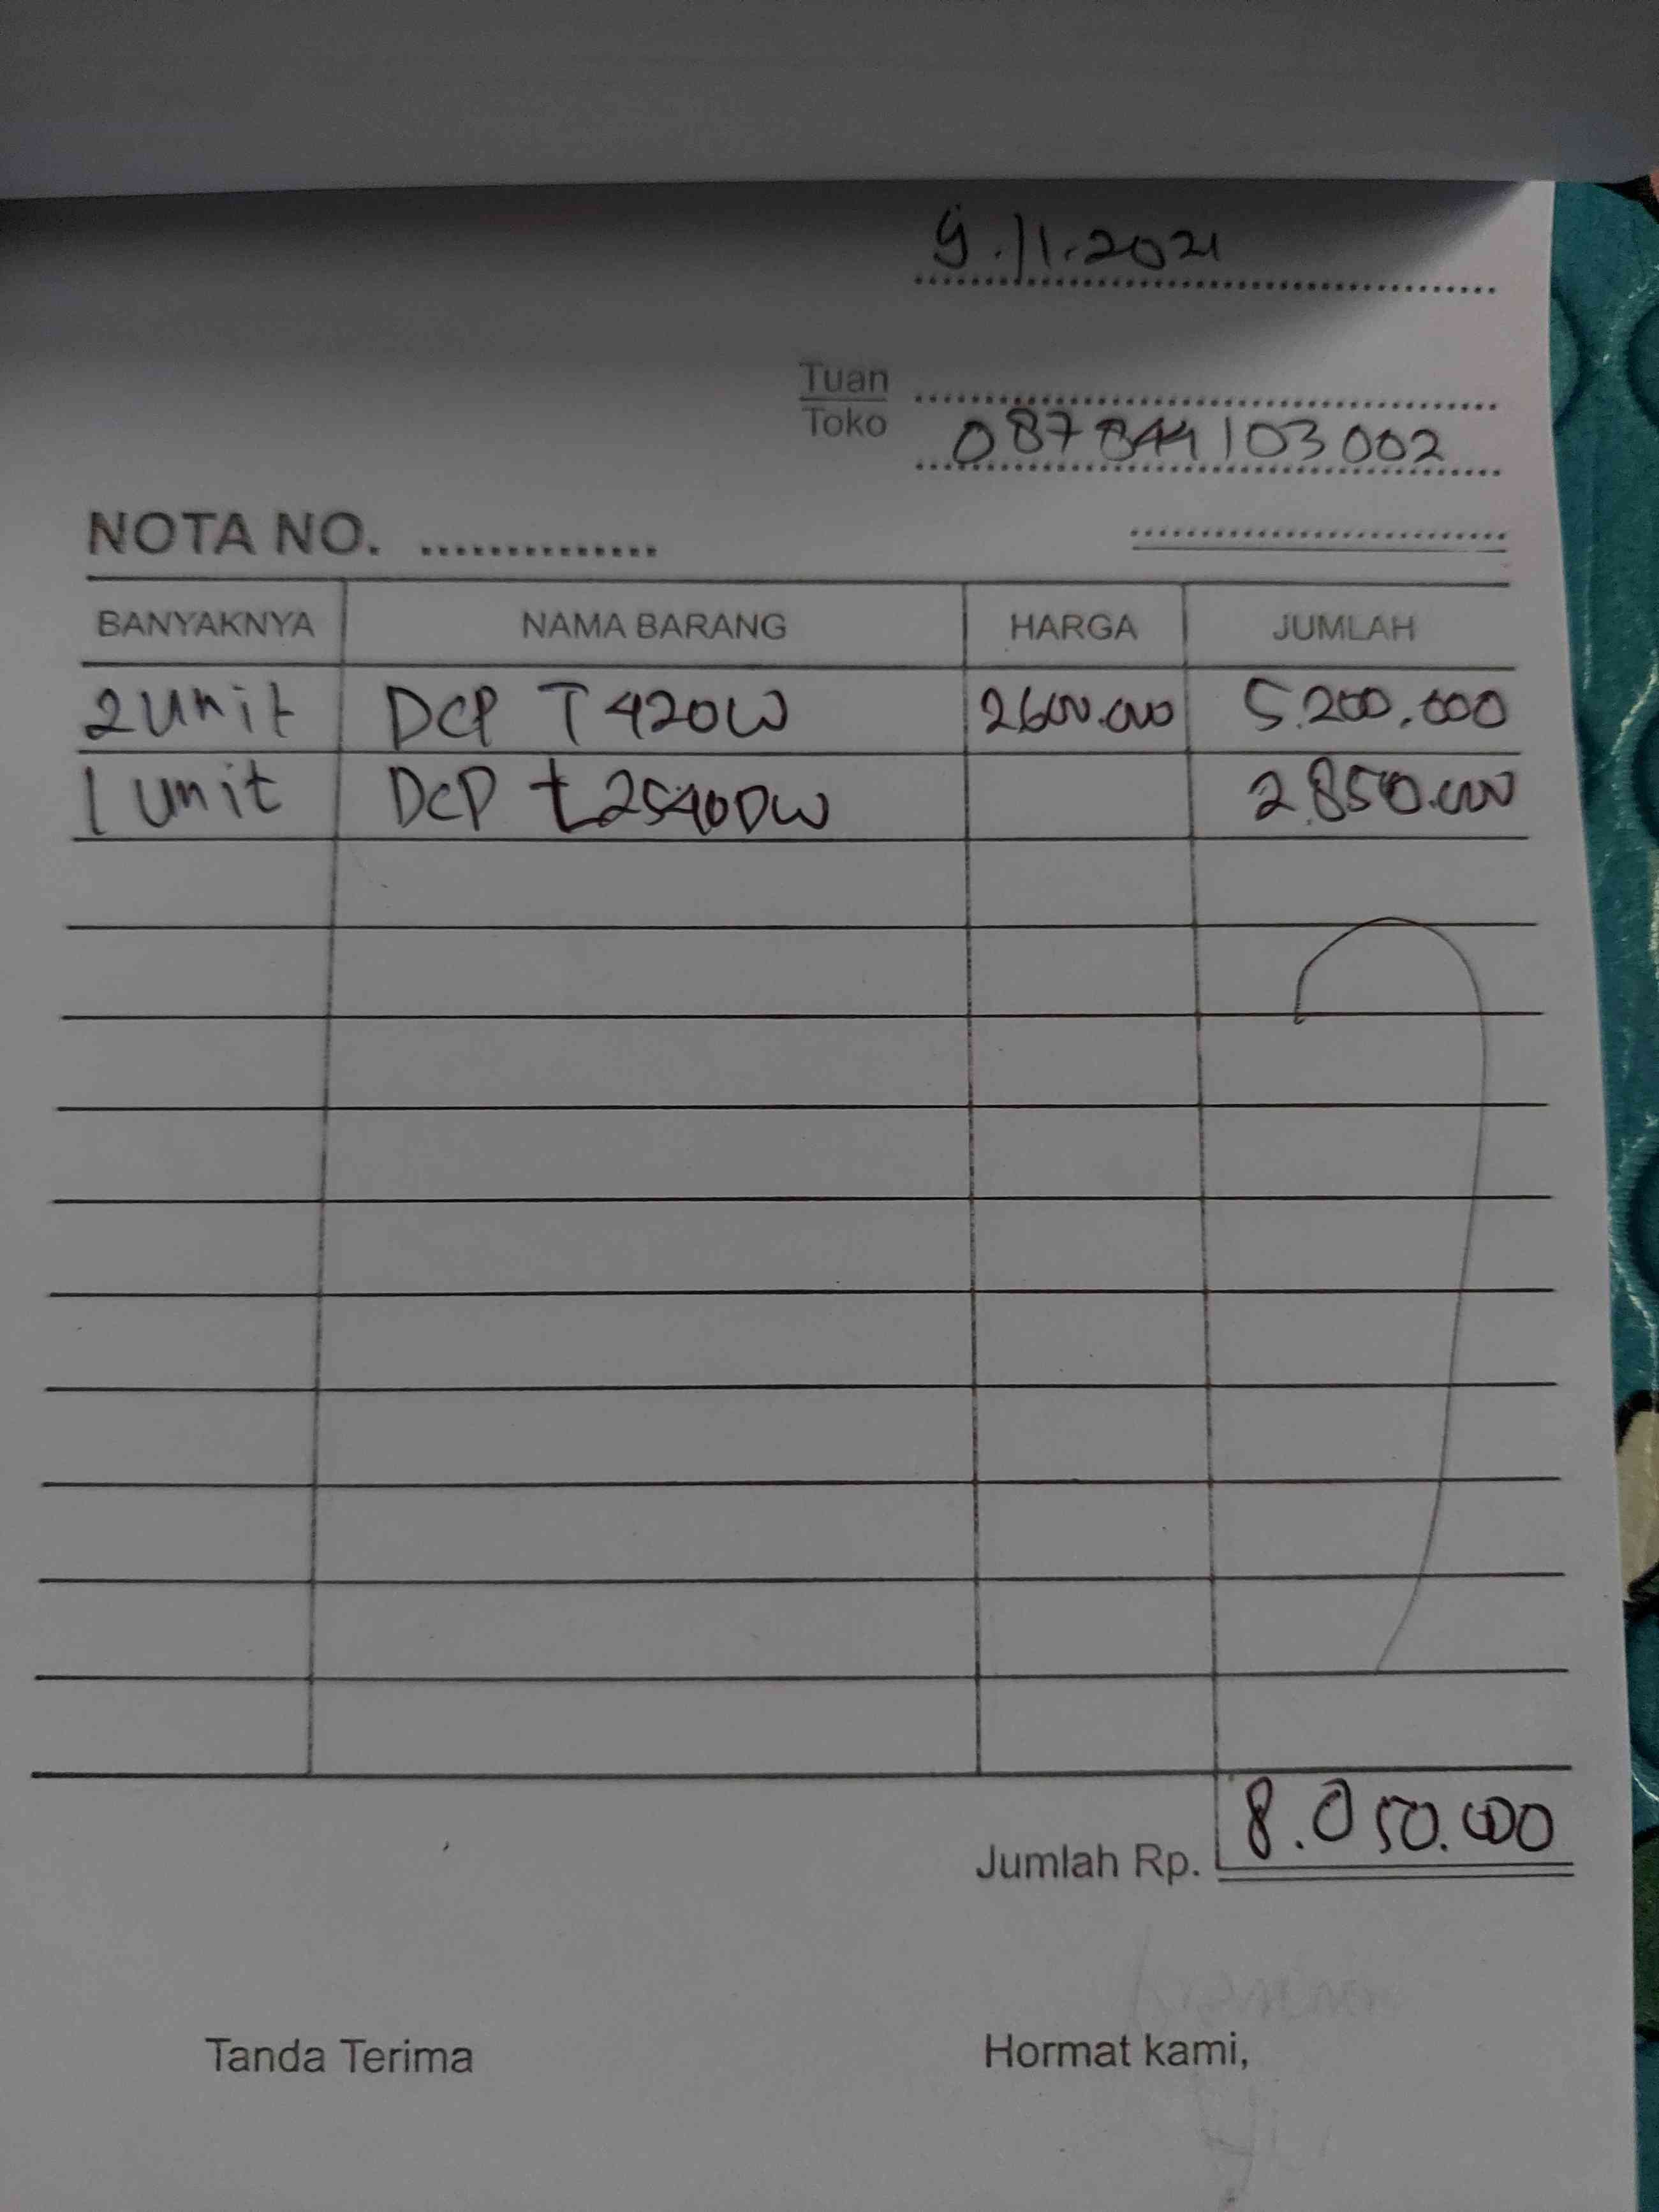 9.11.2021
Tuan
Toko
087844103002
NOTA NO. ..............
BANYAKNYA NAMA BARANG HARGA JUMLAH
2 unit DCP T420W 2600.000 5.200.000
1 unit DCP L2540DW 2.850.000
Jumlah Rp. 8.050.000
Tanda Terima Hormat kami,